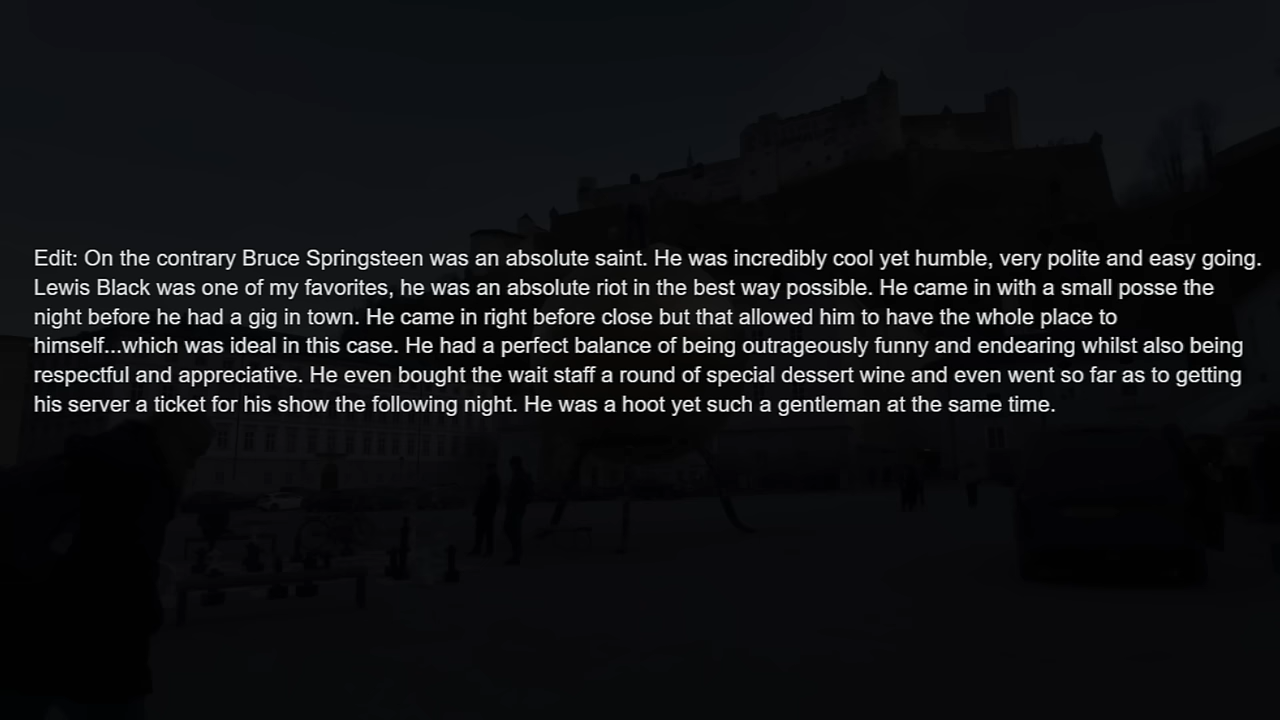 Edit: On the contrary Bruce Springsteen was an absolute saint. He was incredibly cool yet humble, very polite and easy going.
Lewis Black was one of my favorites, he was an absolute riot in the best way possible. He came in with a small posse the
night before he had a gig in town. He came in right before close but that allowed him to have the whole place to
himself...which was ideal in this case. He had a perfect balance of being outrageously funny and endearing whilst also being
respectful and appreciative. He even bought the wait staff a round of special dessert wine and even went so far as to getting
his server a ticket for his show the following night. He was a hoot yet such a gentleman at the same time.